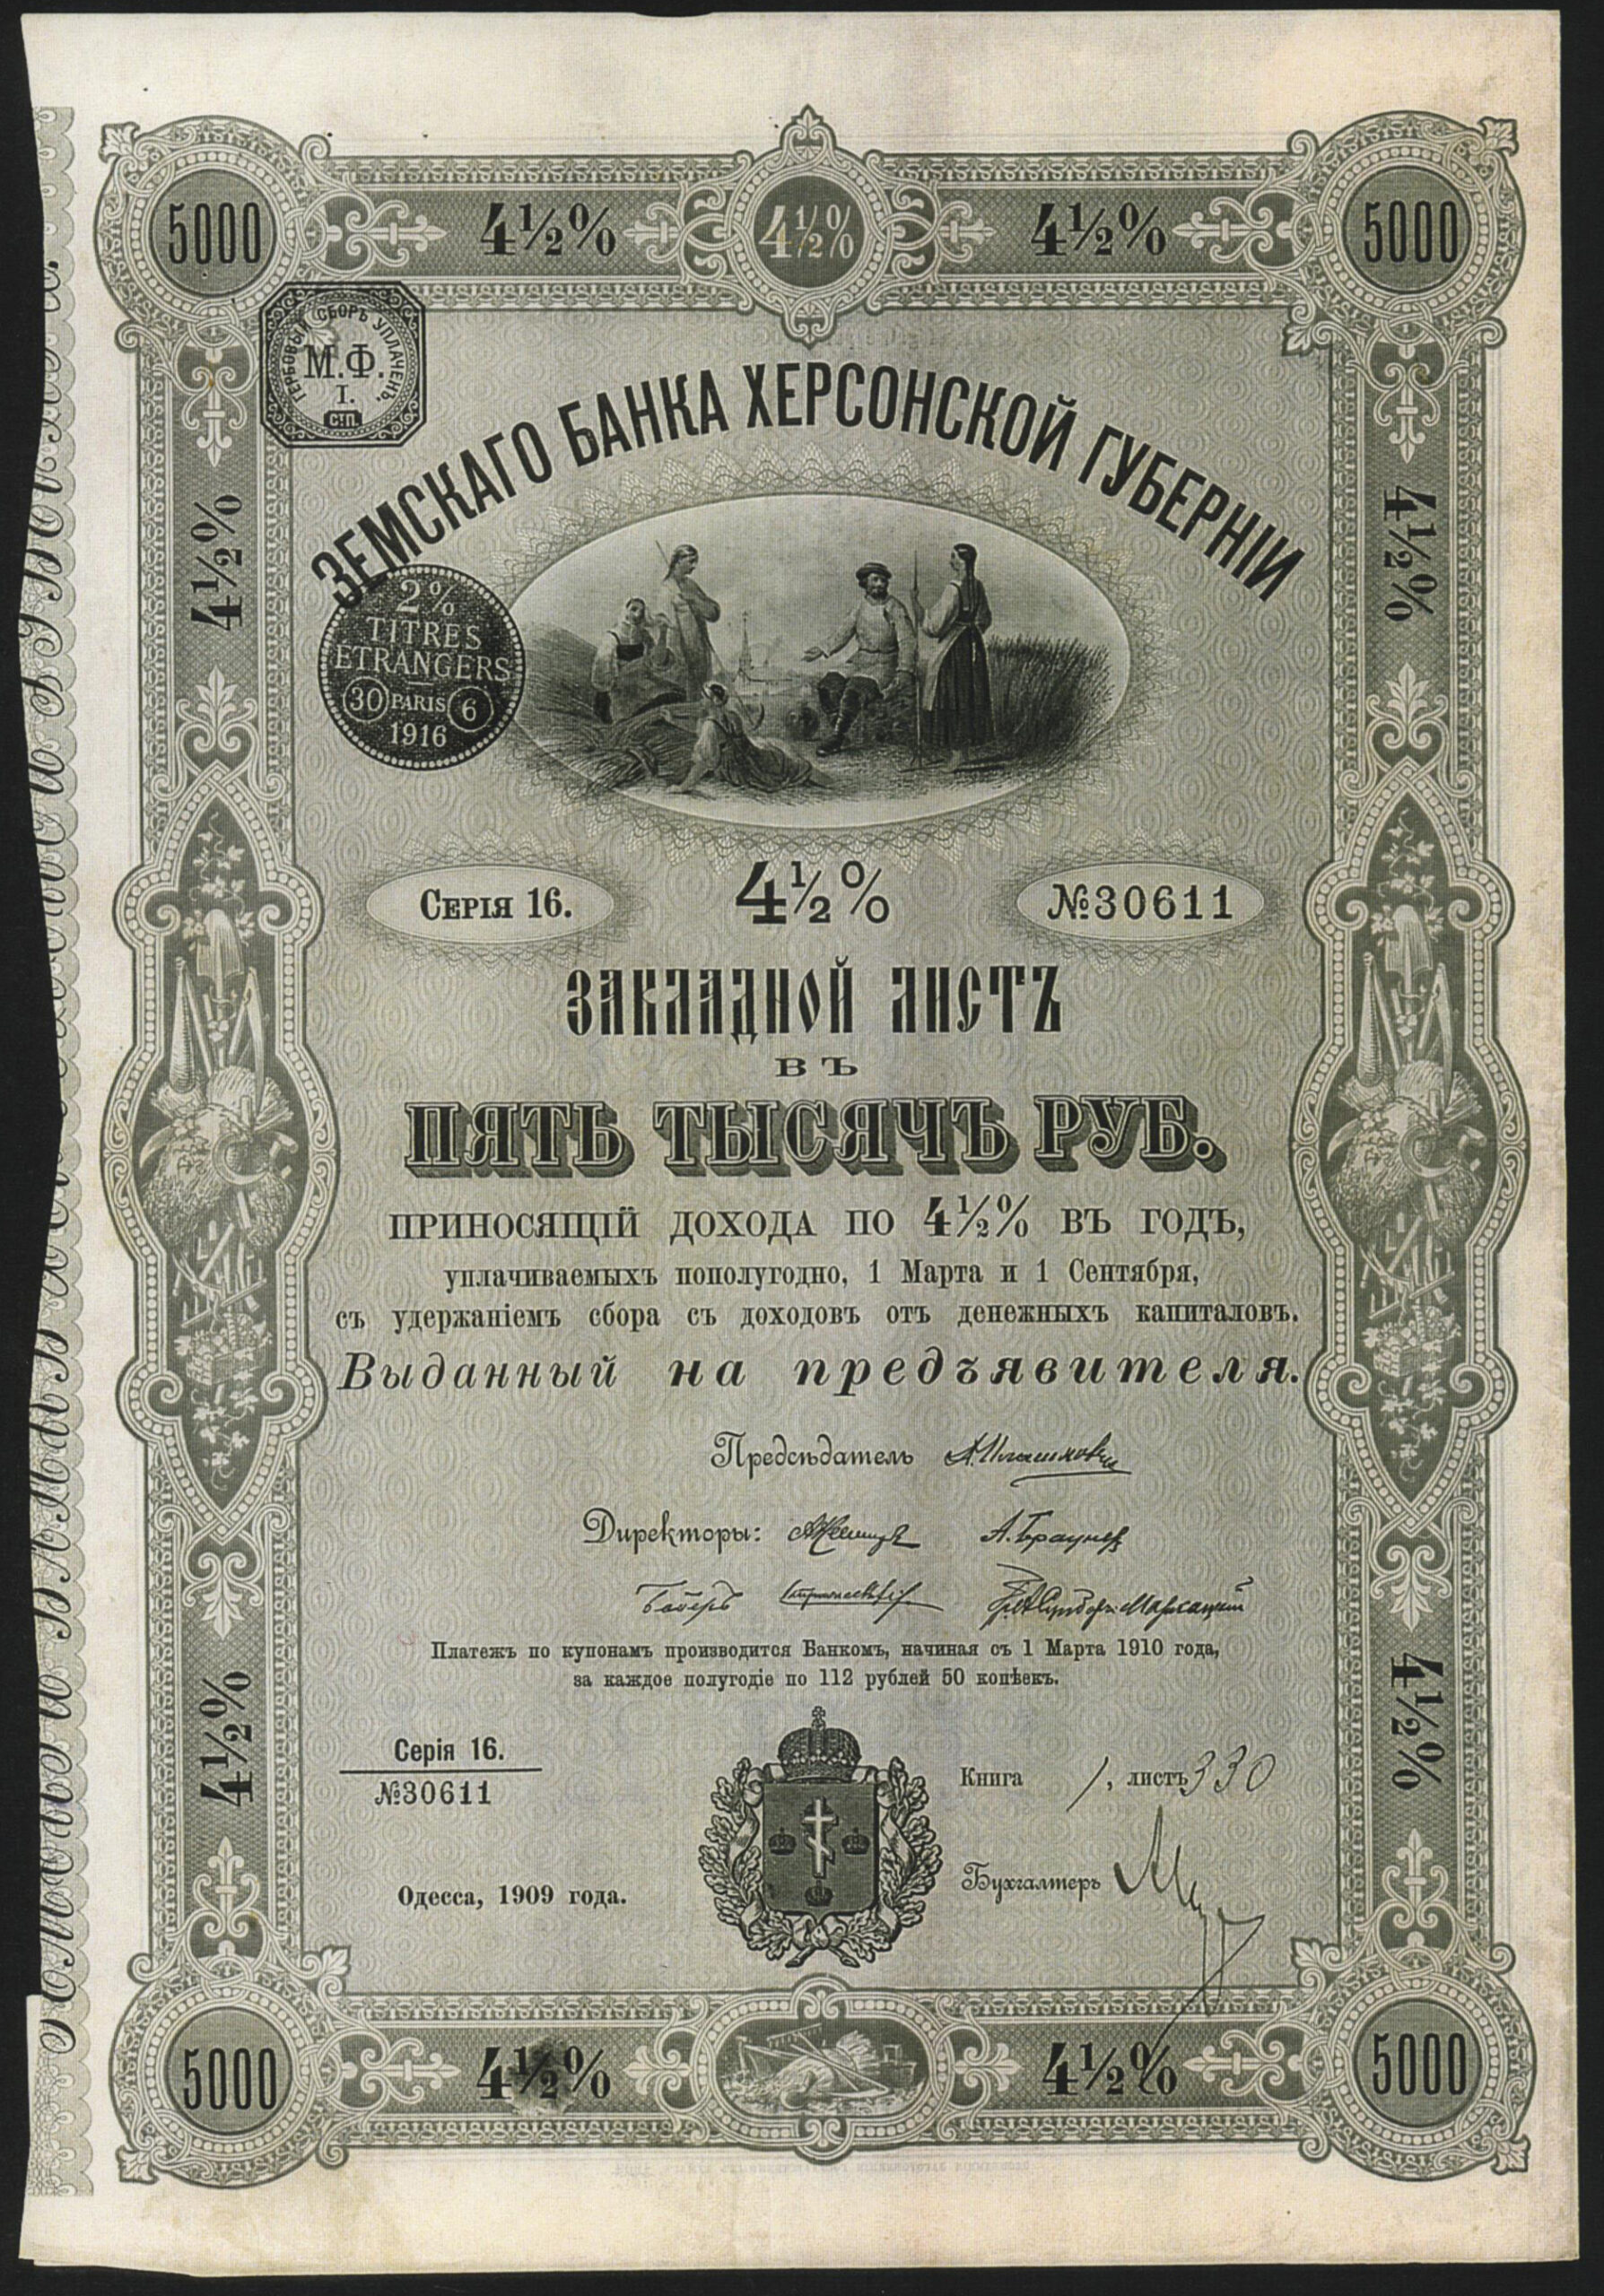 5000 4½% 4½% 4½% 5000
ГЕРБОВЫЙ СБОРЪ УПЛАЧЕНЪ.
М.Ф.
I.
С.П.
ЗЕМСКАГО БАНКА ХЕРСОНСКОЙ ГУБЕРНІИ
4½% 4½%
2%
TITRES
ETRANGERS
30 PARIS 6
1916
СЕРІЯ 16. 4½% №30611
ЗАКЛАДНОЙ ЛИСТЪ
ВЪ
ПЯТЬ ТЫСЯЧЪ РУБ.
ПРИНОСЯЩІЙ ДОХОДА ПО 4½% ВЪ ГОДЪ,
уплачиваемыхъ пополугодно, 1 Марта и 1 Сентября,
съ удержаніемъ сбора съ доходовъ отъ денежныхъ капиталовъ.
Выданный на предъявителя.
Предсѣдатель
Директоры: А. Браунеръ
Платежъ по купонамъ производится Банкомъ, начиная съ 1 Марта 1910 года,
за каждое полугодіе по 112 рублей 50 копѣекъ.
4½% 4½%
Серія 16.
№30611
Книга 1, листъ 330
Бухгалтеръ
Одесса, 1909 года.
5000 4½% 4½% 5000